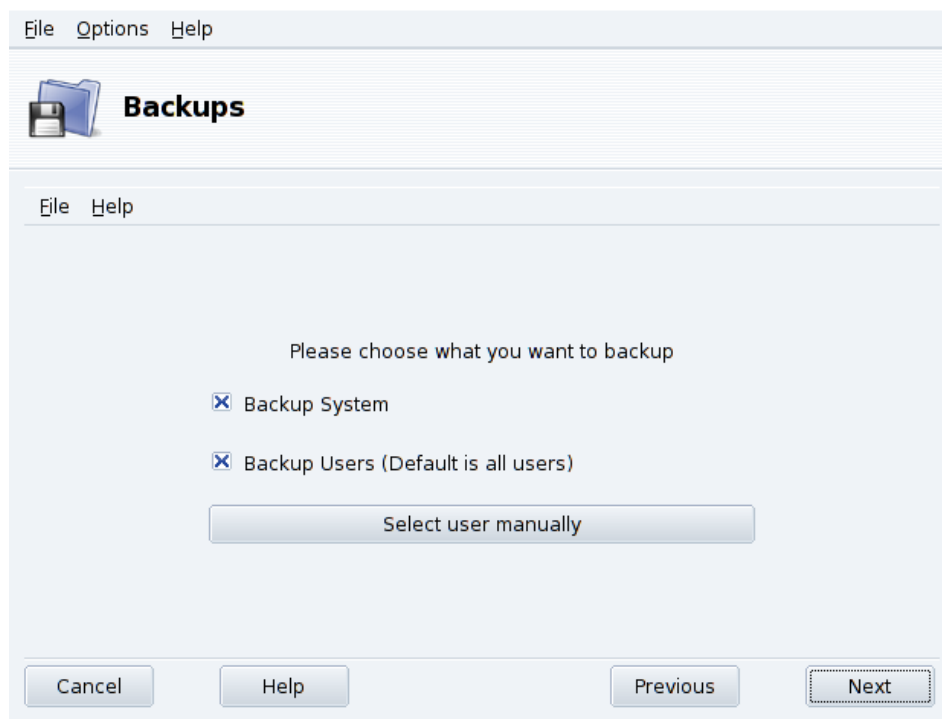 File Options Help
Backups
File Help
Please choose what you want to backup
Backup System
Backup Users (Default is all users)
Select user manually
Cancel Help Previous Next